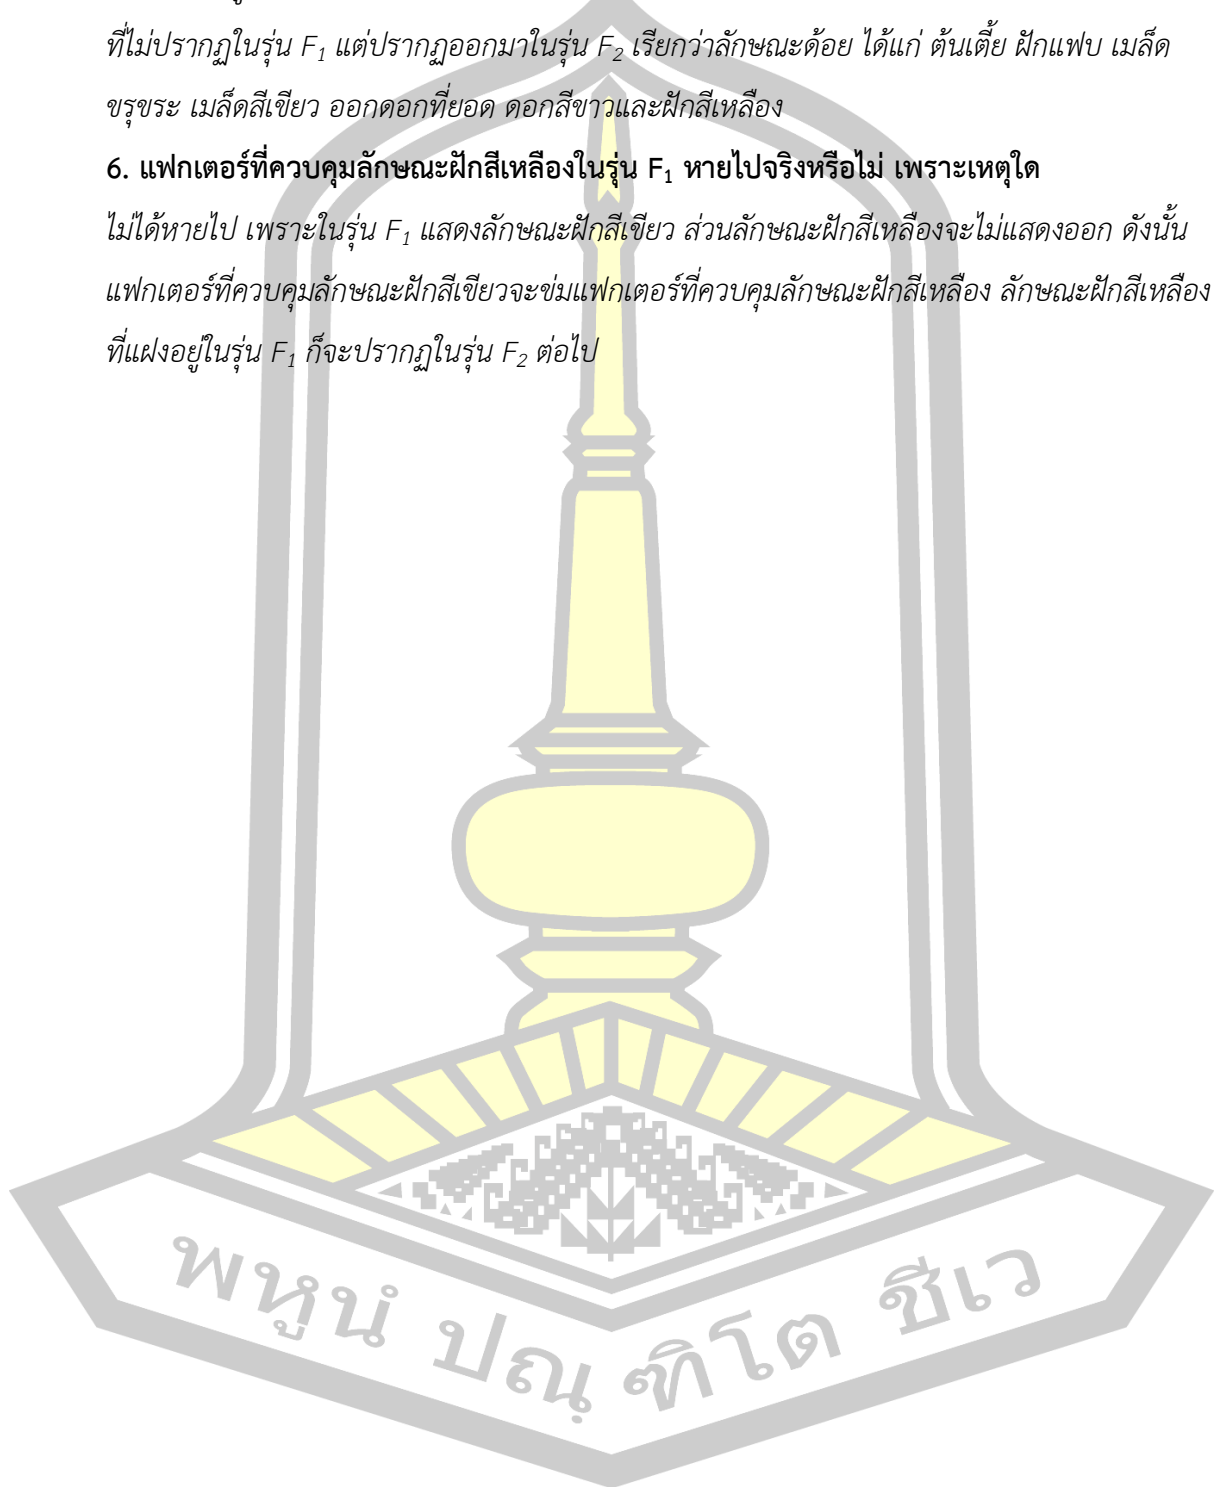 ที่ไม่ปรากฏในรุ่น F₁ แต่ปรากฏออกมาในรุ่น F₂ เรียกว่าลักษณะด้อย ได้แก่ ต้นเตี้ย ฝักแฟบ เมล็ด
ขรุขระ เมล็ดสีเขียว ออกดอกที่ยอด ดอกสีขาวและฝักสีเหลือง
6. แฟกเตอร์ที่ควบคุมลักษณะฝักสีเหลืองในรุ่น F₁ หายไปจริงหรือไม่ เพราะเหตุใด
ไม่ได้หายไป เพราะในรุ่น F₁ แสดงลักษณะฝักสีเขียว ส่วนลักษณะฝักสีเหลืองจะไม่แสดงออก ดังนั้น
แฟกเตอร์ที่ควบคุมลักษณะฝักสีเขียวจะข่มแฟกเตอร์ที่ควบคุมลักษณะฝักสีเหลือง ลักษณะฝักสีเหลือง
ที่แฝงอยู่ในรุ่น F₁ ก็จะปรากฏในรุ่น F₂ ต่อไป
พหูนํ ปณฺ ฑิโต ชีเว